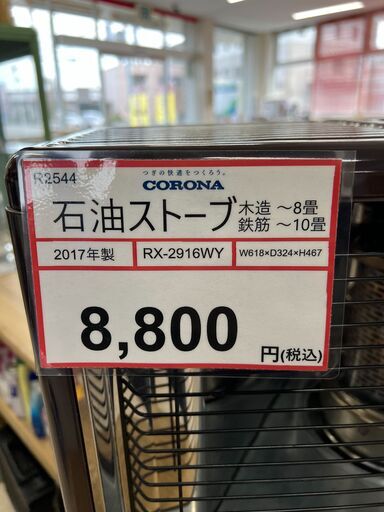 R2544
つぎの快適をつくろう。
CORONA
石油ストーブ 木造 ～8畳
鉄筋 ～10畳
2017年製 RX-2916WY W618×D324×H467
8,800 円(税込)